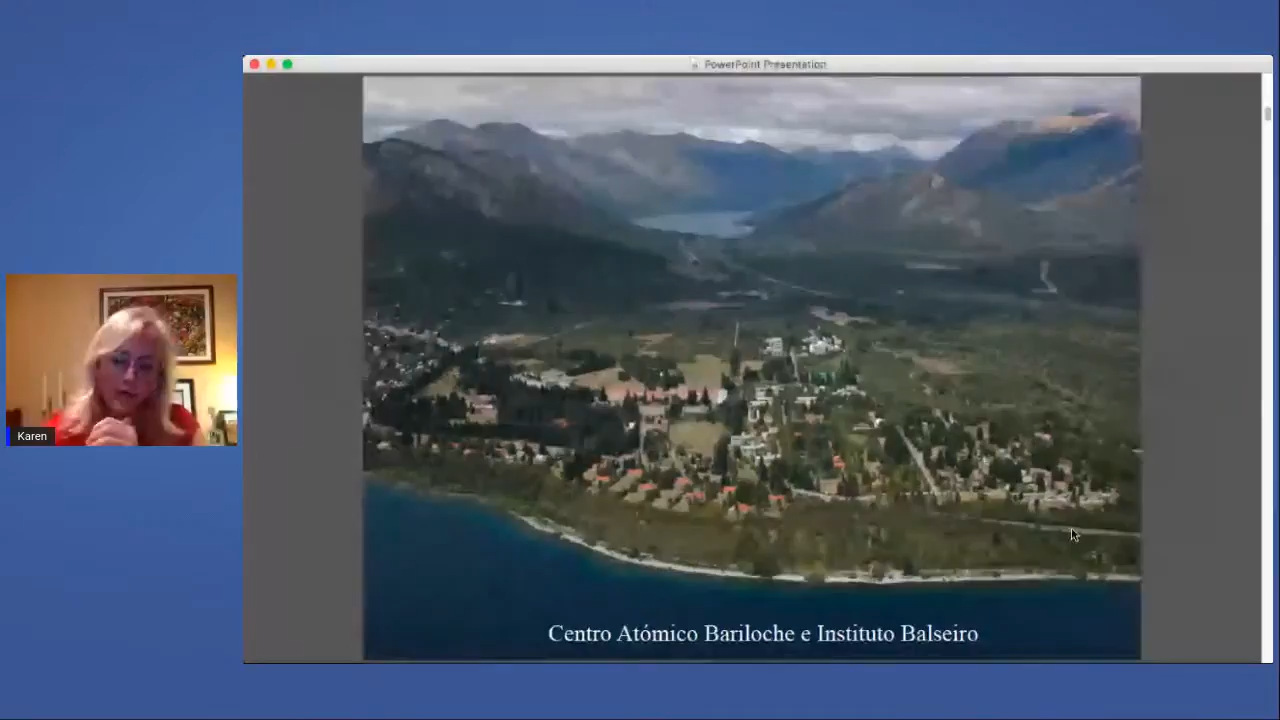 PowerPoint Presentation
Karen
Centro Atómico Bariloche e Instituto Balseiro